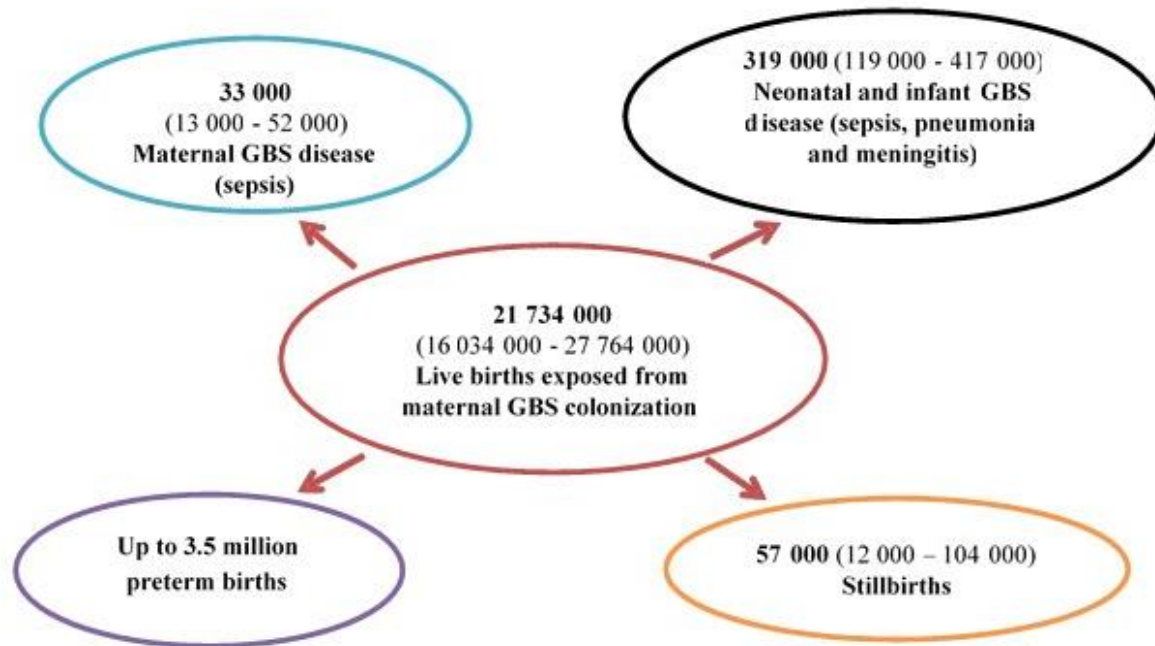 33 000
(13 000 - 52 000)
Maternal GBS disease
(sepsis)
319 000 (119 000 - 417 000)
Neonatal and infant GBS
disease (sepsis, pneumonia
and meningitis)
21 734 000
(16 034 000 - 27 764 000)
Live births exposed from
maternal GBS colonization
Up to 3.5 million
preterm births
57 000 (12 000 – 104 000)
Stillbirths